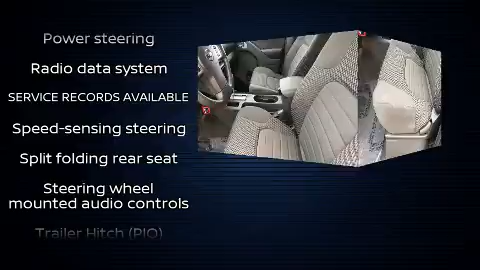 Power steering
Radio data system
SERVICE RECORDS AVAILABLE
Speed-sensing steering
Split folding rear seat
Steering wheel
mounted audio controls
Trailer Hitch (PIO)